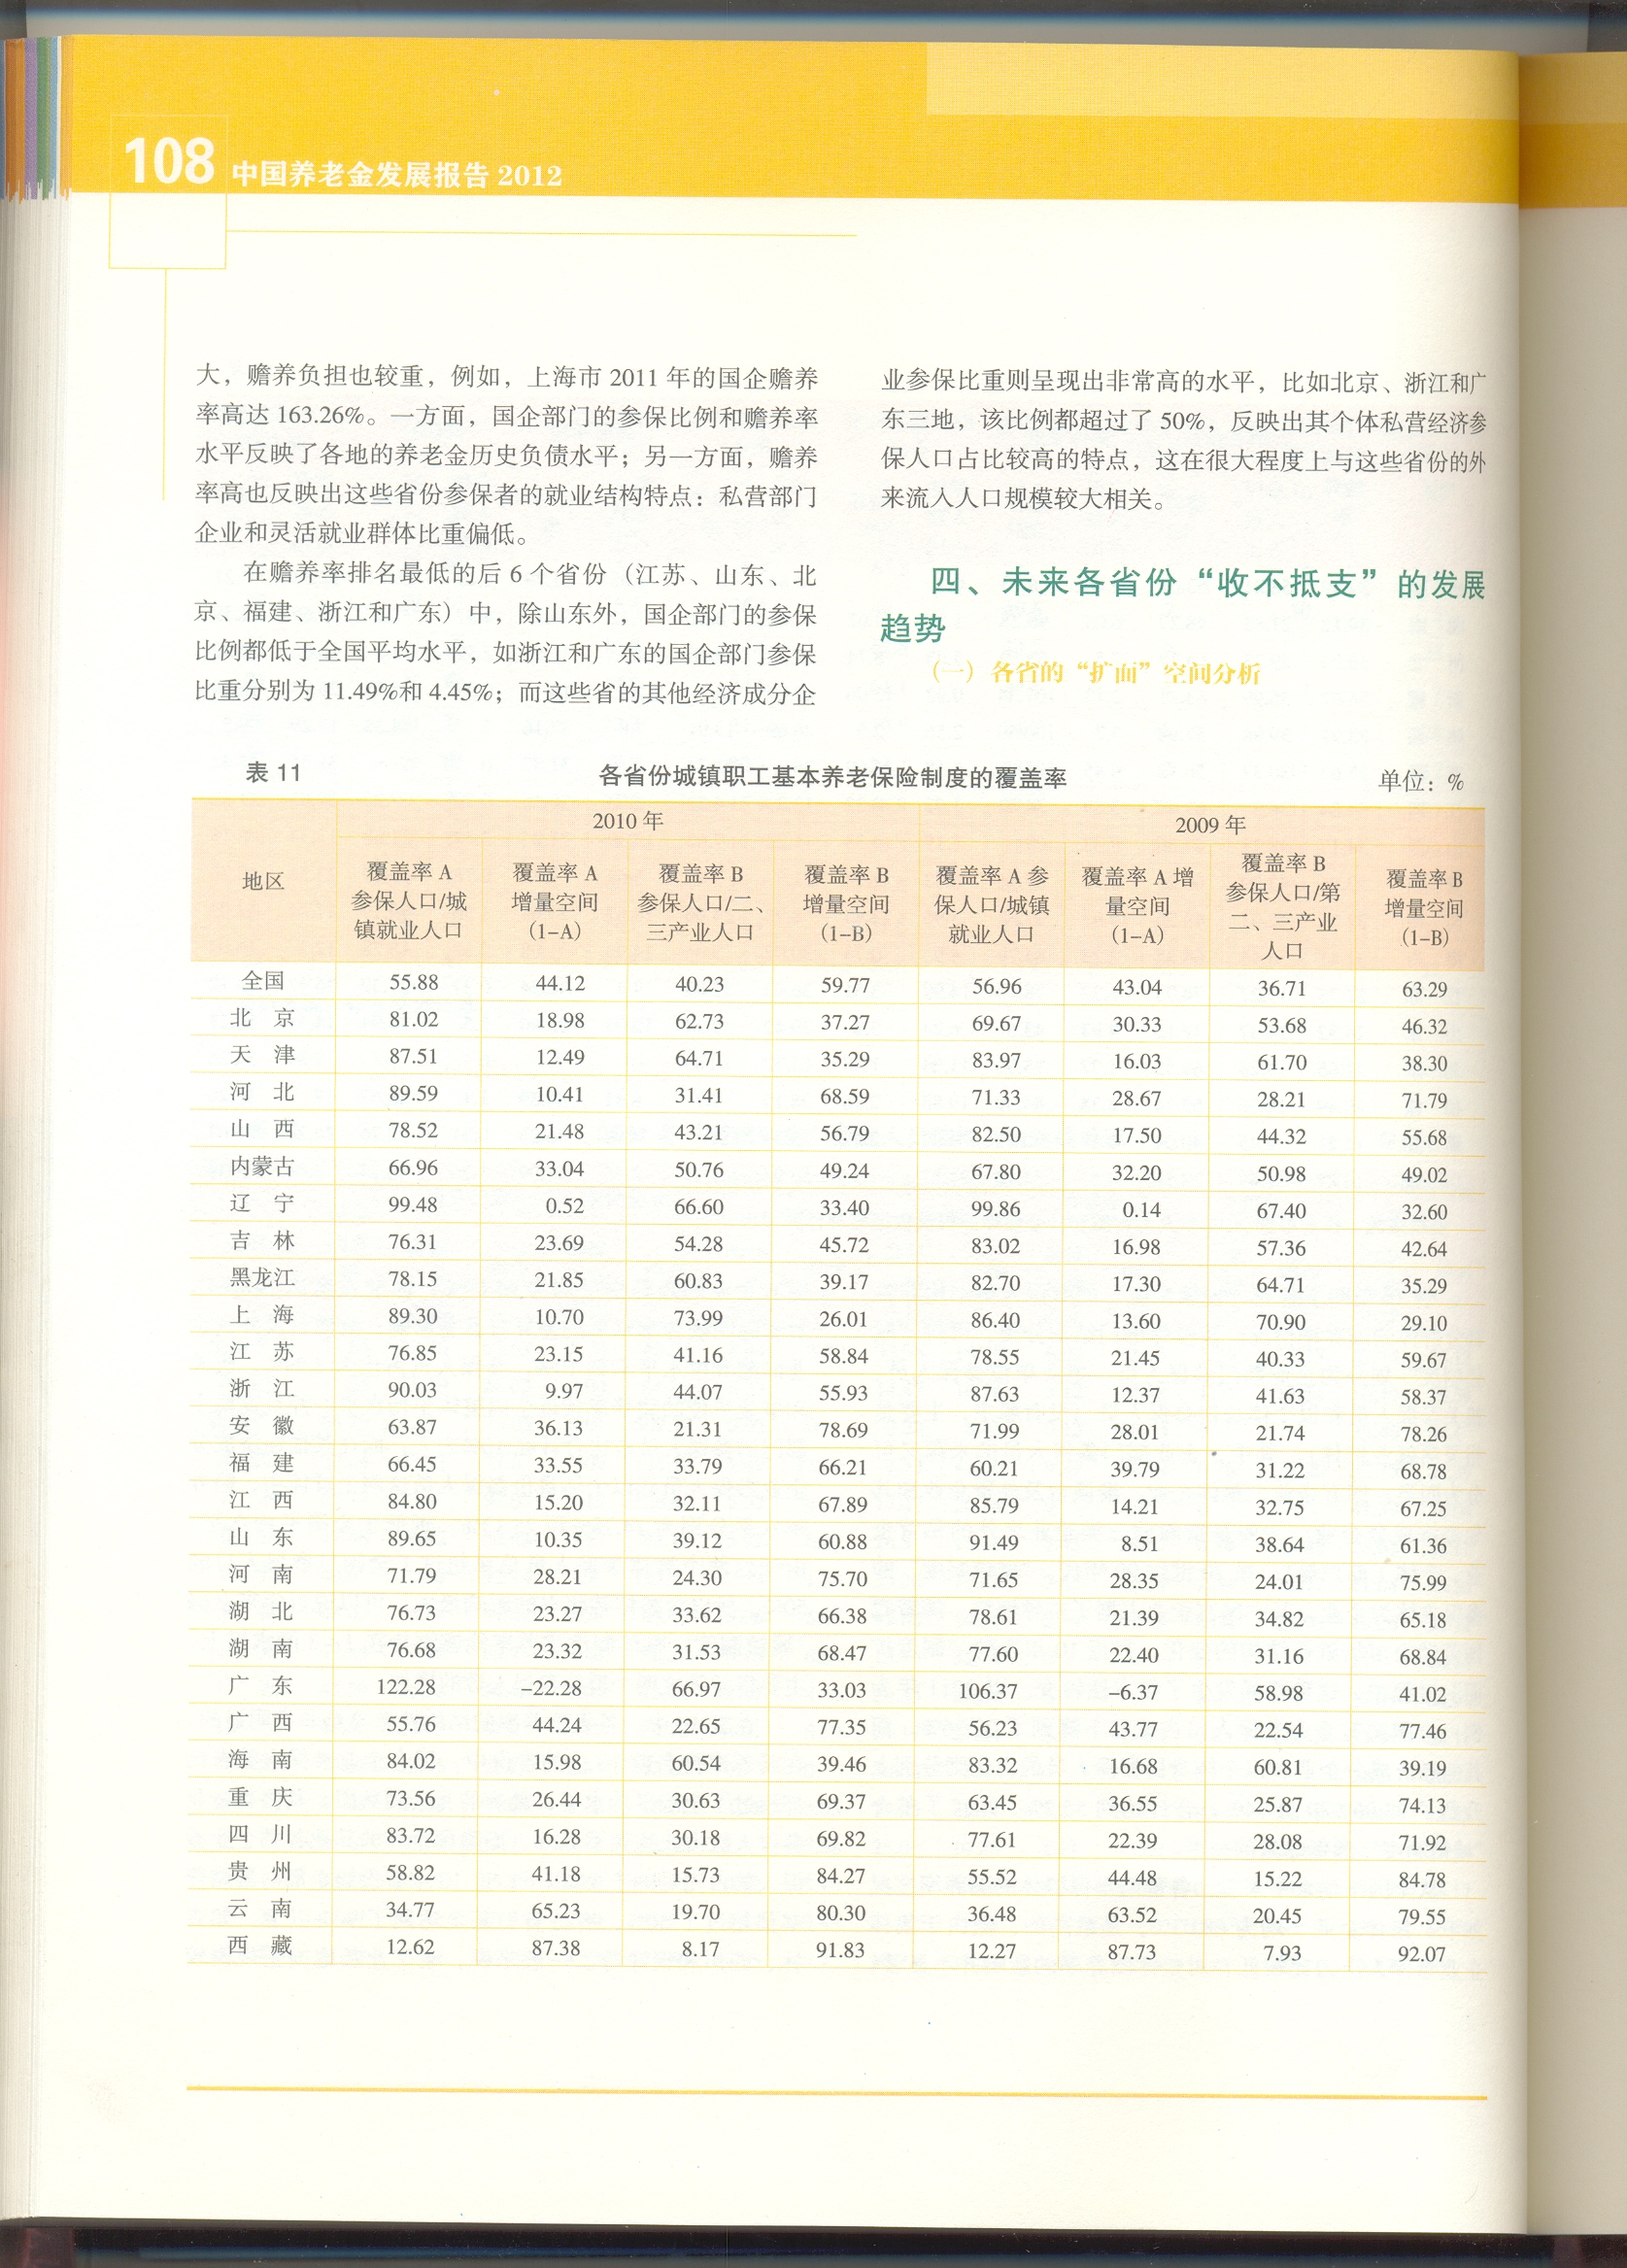 108 中国养老金发展报告 2012
大，赡养负担也较重，例如，上海市 2011 年的国企赡养
率高达 163.26%。一方面，国企部门的参保比例和赡养率
水平反映了各地的养老金历史负债水平；另一方面，赡养
率高也反映出这些省份参保者的就业结构特点：私营部门
企业和灵活就业群体比重偏低。
在赡养率排名最低的后 6 个省份（江苏、山东、北
京、福建、浙江和广东）中，除山东外，国企部门的参保
比例都低于全国平均水平，如浙江和广东的国企部门参保
比重分别为 11.49%和 4.45%；而这些省的其他经济成分企
业参保比重则呈现出非常高的水平，比如北京、浙江和广
东三地，该比例都超过了 50%，反映出其个体私营经济参
保人口占比较高的特点，这在很大程度上与这些省份的外
来流入人口规模较大相关。
四、未来各省份“收不抵支”的发展
趋势
（一）各省的“扩面”空间分析
表 11 各省份城镇职工基本养老保险制度的覆盖率 单位：%
地区 2010 年 2009 年
覆盖率 A 参保人口/城镇就业人口 覆盖率 A 增量空间 (1-A) 覆盖率 B 参保人口/二、三产业人口 覆盖率 B 增量空间 (1-B) 覆盖率 A 参保人口/城镇就业人口 覆盖率 A 增量空间 (1-A) 覆盖率 B 参保人口/第二、三产业人口 覆盖率 B 增量空间 (1-B)
全国 55.88 44.12 40.23 59.77 56.96 43.04 36.71 63.29
北 京 81.02 18.98 62.73 37.27 69.67 30.33 53.68 46.32
天 津 87.51 12.49 64.71 35.29 83.97 16.03 61.70 38.30
河 北 89.59 10.41 31.41 68.59 71.33 28.67 28.21 71.79
山 西 78.52 21.48 43.21 56.79 82.50 17.50 44.32 55.68
内蒙古 66.96 33.04 50.76 49.24 67.80 32.20 50.98 49.02
辽 宁 99.48 0.52 66.60 33.40 99.86 0.14 67.40 32.60
吉 林 76.31 23.69 54.28 45.72 83.02 16.98 57.36 42.64
黑龙江 78.15 21.85 60.83 39.17 82.70 17.30 64.71 35.29
上 海 89.30 10.70 73.99 26.01 86.40 13.60 70.90 29.10
江 苏 76.85 23.15 41.16 58.84 78.55 21.45 40.33 59.67
浙 江 90.03 9.97 44.07 55.93 87.63 12.37 41.63 58.37
安 徽 63.87 36.13 21.31 78.69 71.99 28.01 21.74 78.26
福 建 66.45 33.55 33.79 66.21 60.21 39.79 31.22 68.78
江 西 84.80 15.20 32.11 67.89 85.79 14.21 32.75 67.25
山 东 89.65 10.35 39.12 60.88 91.49 8.51 38.64 61.36
河 南 71.79 28.21 24.30 75.70 71.65 28.35 24.01 75.99
湖 北 76.73 23.27 33.62 66.38 78.61 21.39 34.82 65.18
湖 南 76.68 23.32 31.53 68.47 77.60 22.40 31.16 68.84
广 东 122.28 -22.28 66.97 33.03 106.37 -6.37 58.98 41.02
广 西 55.76 44.24 22.65 77.35 56.23 43.77 22.54 77.46
海 南 84.02 15.98 60.54 39.46 83.32 16.68 60.81 39.19
重 庆 73.56 26.44 30.63 69.37 63.45 36.55 25.87 74.13
四 川 83.72 16.28 30.18 69.82 77.61 22.39 28.08 71.92
贵 州 58.82 41.18 15.73 84.27 55.52 44.48 15.22 84.78
云 南 34.77 65.23 19.70 80.30 36.48 63.52 20.45 79.55
西 藏 12.62 87.38 8.17 91.83 12.27 87.73 7.93 92.07